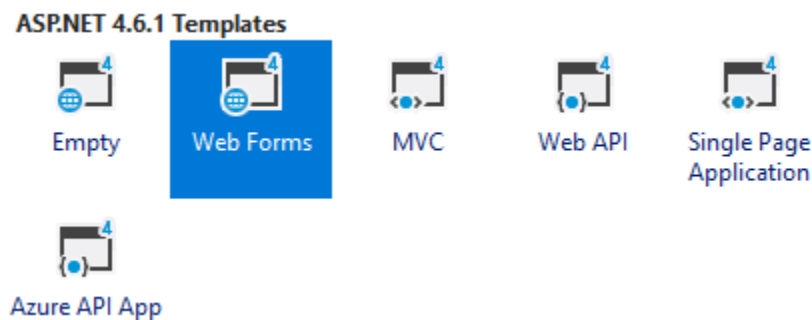 ASP.NET 4.6.1 Templates
4 4 4 4 4
Empty Web Forms MVC Web API Single Page
Application
4
Azure API App